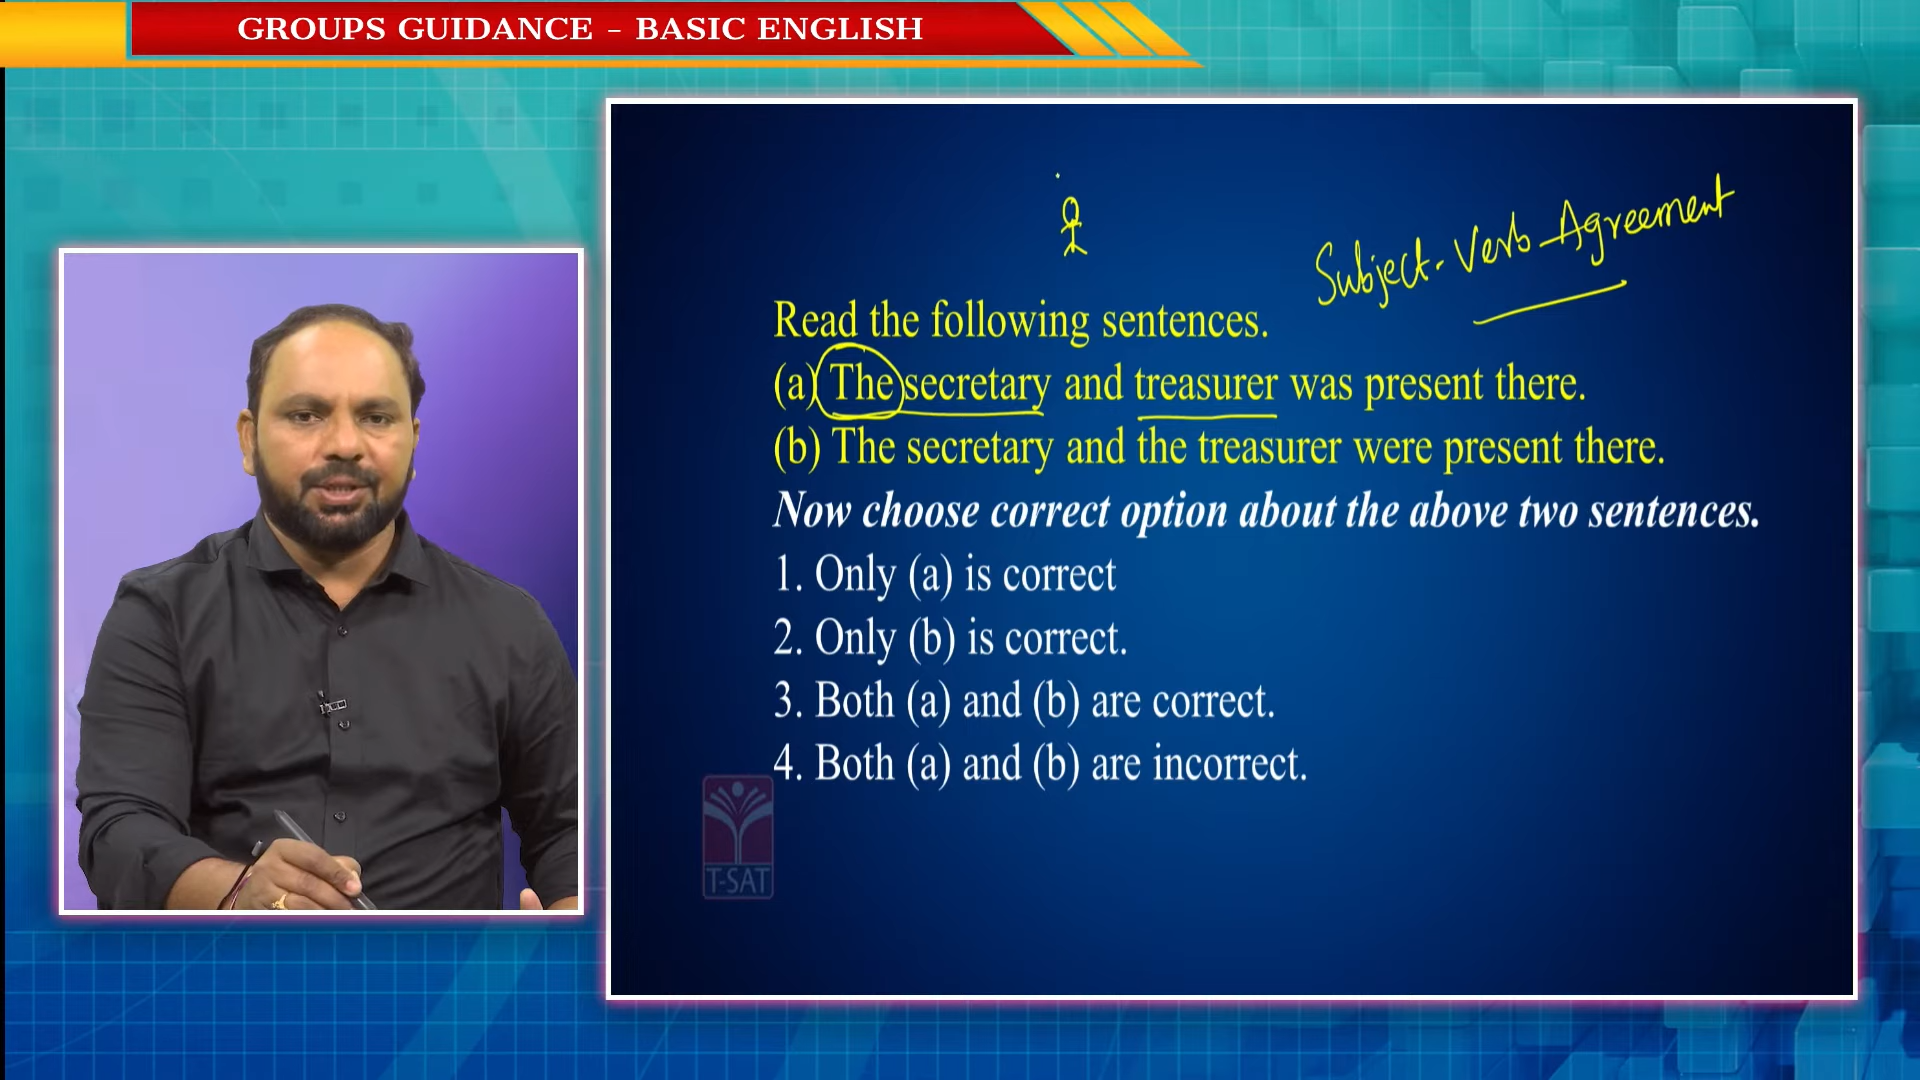 GROUPS GUIDANCE - BASIC ENGLISH
Subject-Verb-Agreement
Read the following sentences.
(a) The secretary and treasurer was present there.
(b) The secretary and the treasurer were present there.
Now choose correct option about the above two sentences.
1. Only (a) is correct
2. Only (b) is correct.
3. Both (a) and (b) are correct.
4. Both (a) and (b) are incorrect.
T-SAT